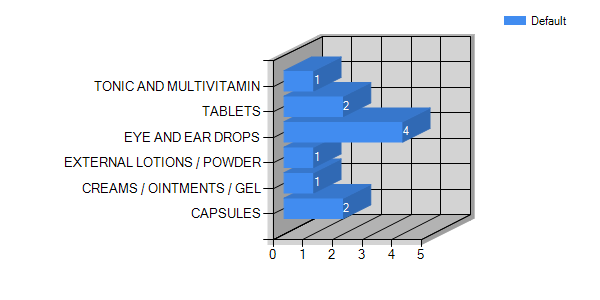 Default
TONIC AND MULTIVITAMIN
1
TABLETS
2
EYE AND EAR DROPS
4
EXTERNAL LOTIONS / POWDER
1
CREAMS / OINTMENTS / GEL
1
CAPSULES
2
0 1 2 3 4 5